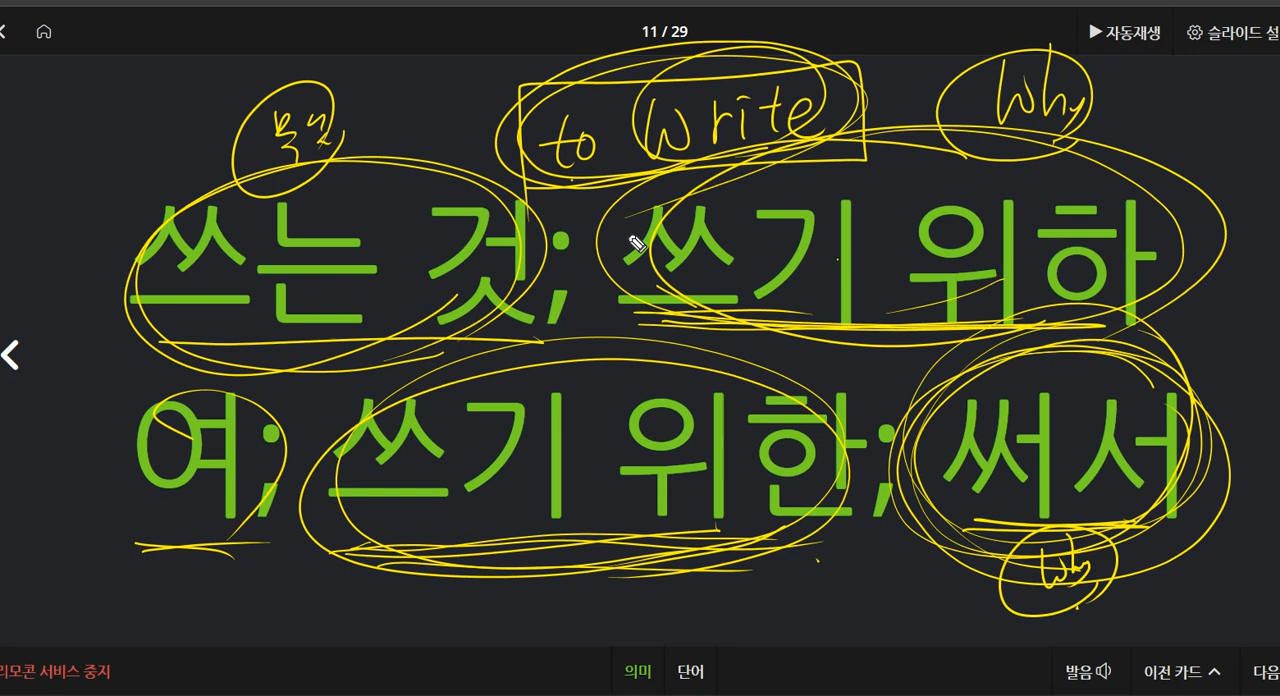 11 / 29
▶ 자동재생
슬라이드 설
to write
Why
쓰는 것; 쓰기 위하
여; 쓰기 위한; 써서
Why
리모콘 서비스 중지
의미
단어
발음
이전 카드
다음